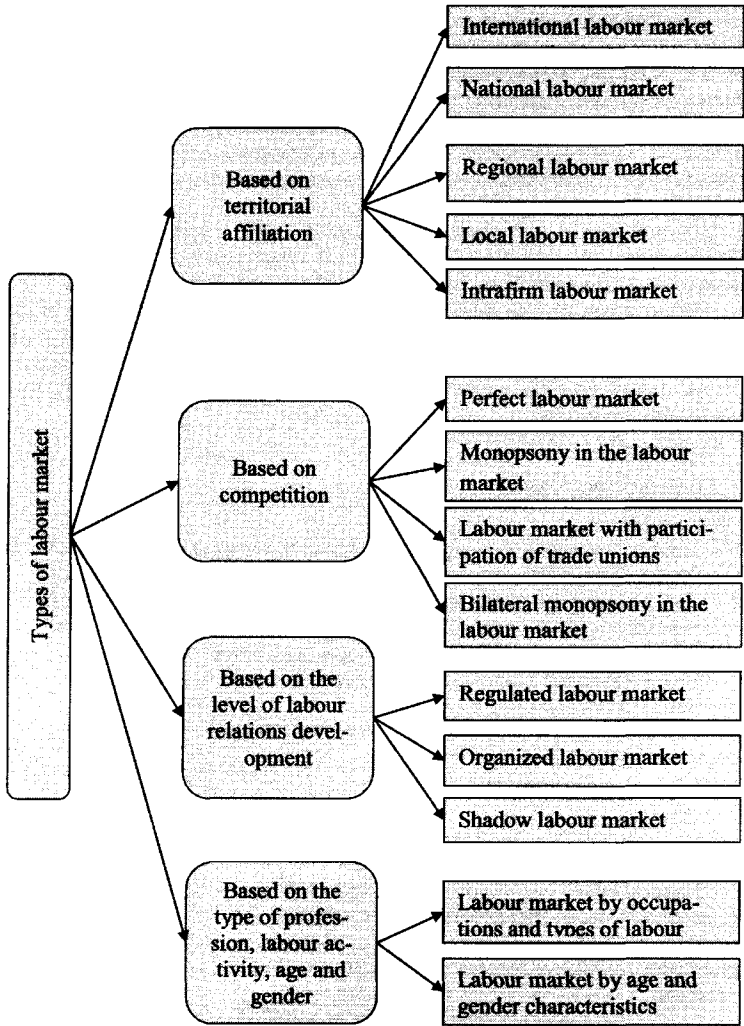 Types of labour market
Based on
territorial
affiliation
International labour market
National labour market
Regional labour market
Local labour market
Intrafirm labour market
Based on
competition
Perfect labour market
Monopsony in the labour
market
Labour market with partici-
pation of trade unions
Bilateral monopsony in the
labour market
Based on the
level of labour
relations devel-
opment
Regulated labour market
Organized labour market
Shadow labour market
Based on the
type of profes-
sion, labour ac-
tivity, age and
gender
Labour market by occupa-
tions and types of labour
Labour market by age and
gender characteristics